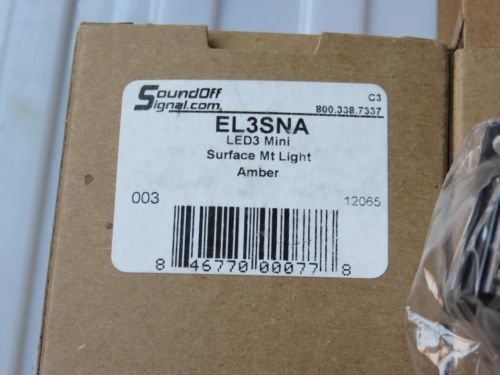 SoundOff
Signal.com
C3
800.338.7337
EL3SNA
LED3 Mini
Surface Mt Light
Amber
003
12065
8 46770 00077 8